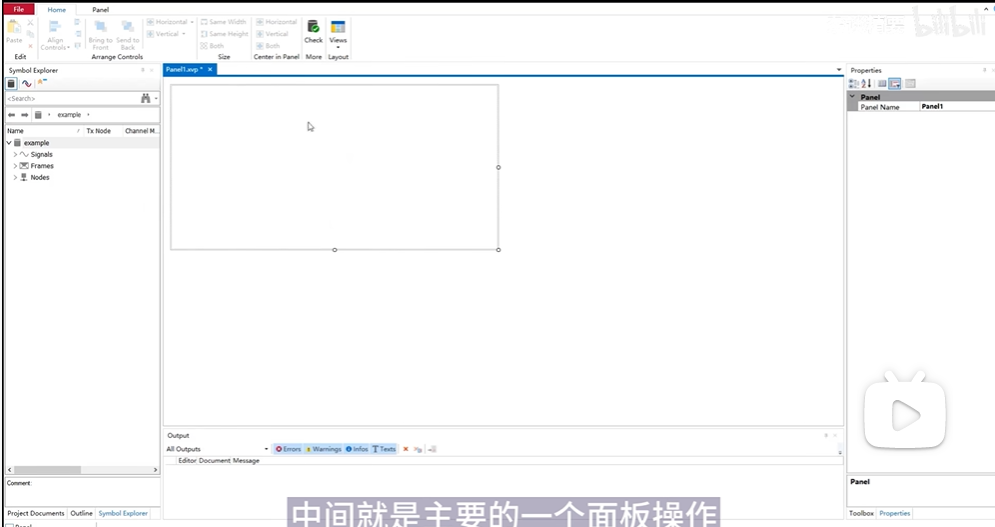 File Home Panel
Paste
Edit
Align
Controls
Bring to
Front
Send to
Back
Arrange Controls
Horizontal
Vertical
Same Width
Same Height
Both
Size
Horizontal
Vertical
Both
Center in Panel
Check
More
Views
Layout
Symbol Explorer
<Search>
example
Name Tx Node Channel M...
example
Signals
Frames
Nodes
Comment:
Project Documents Outline Symbol Explorer
Panel1.xvp *
Output
All Outputs Errors Warnings Infos Texts
Editor Document Message
Properties
Panel
Panel Name Panel1
Panel
Toolbox Properties
bilibili
中间就是主要的一个面板操作